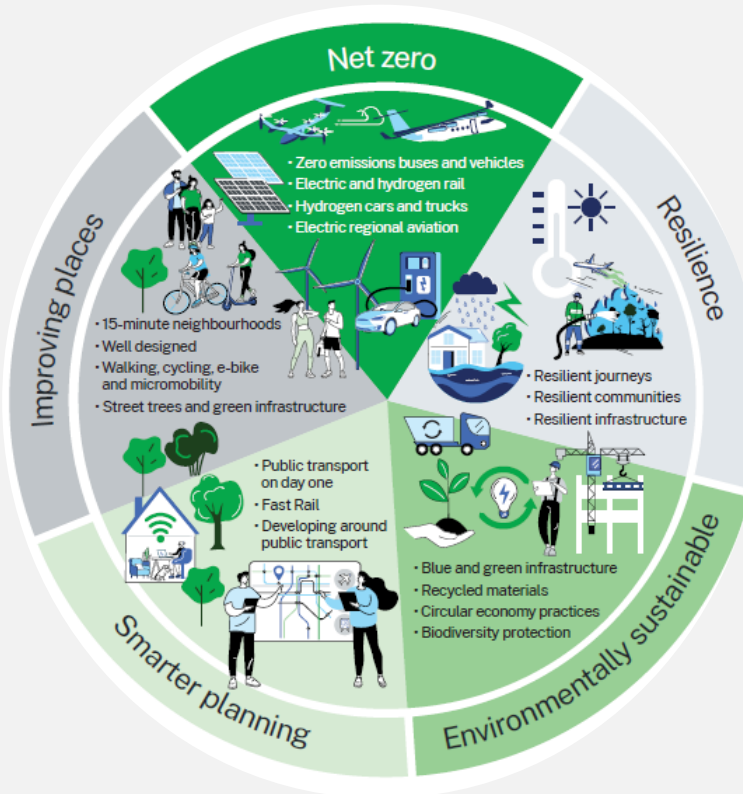 Net zero
• Zero emissions buses and vehicles
• Electric and hydrogen rail
• Hydrogen cars and trucks
• Electric regional aviation
Resilience
• Resilient journeys
• Resilient communities
• Resilient infrastructure
Environmentally sustainable
• Blue and green infrastructure
• Recycled materials
• Circular economy practices
• Biodiversity protection
Smarter planning
• Public transport
on day one
• Fast Rail
• Developing around
public transport
Improving places
• 15-minute neighbourhoods
• Well designed
• Walking, cycling, e-bike
and micromobility
• Street trees and green infrastructure